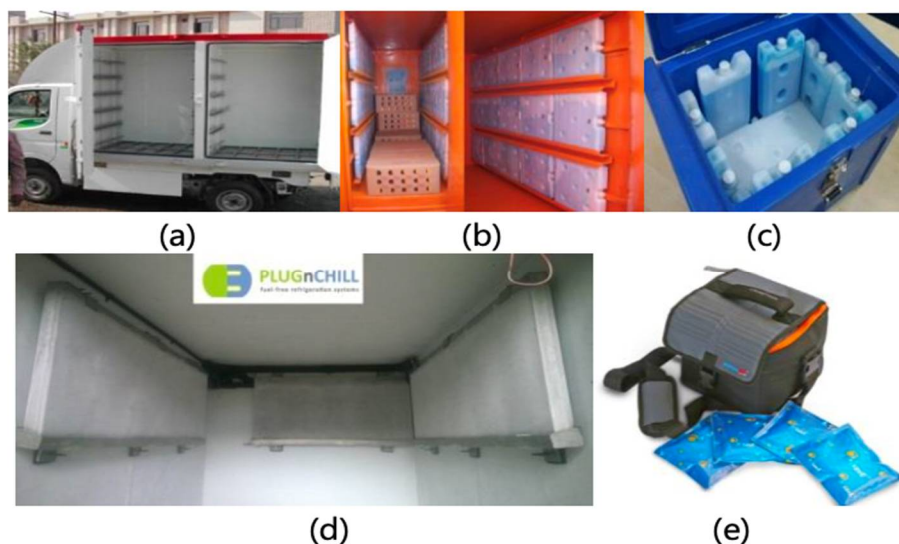 (a)
(b)
(c)
PLUGnCHILL
fuel-free refrigeration systems
(d)
(e)